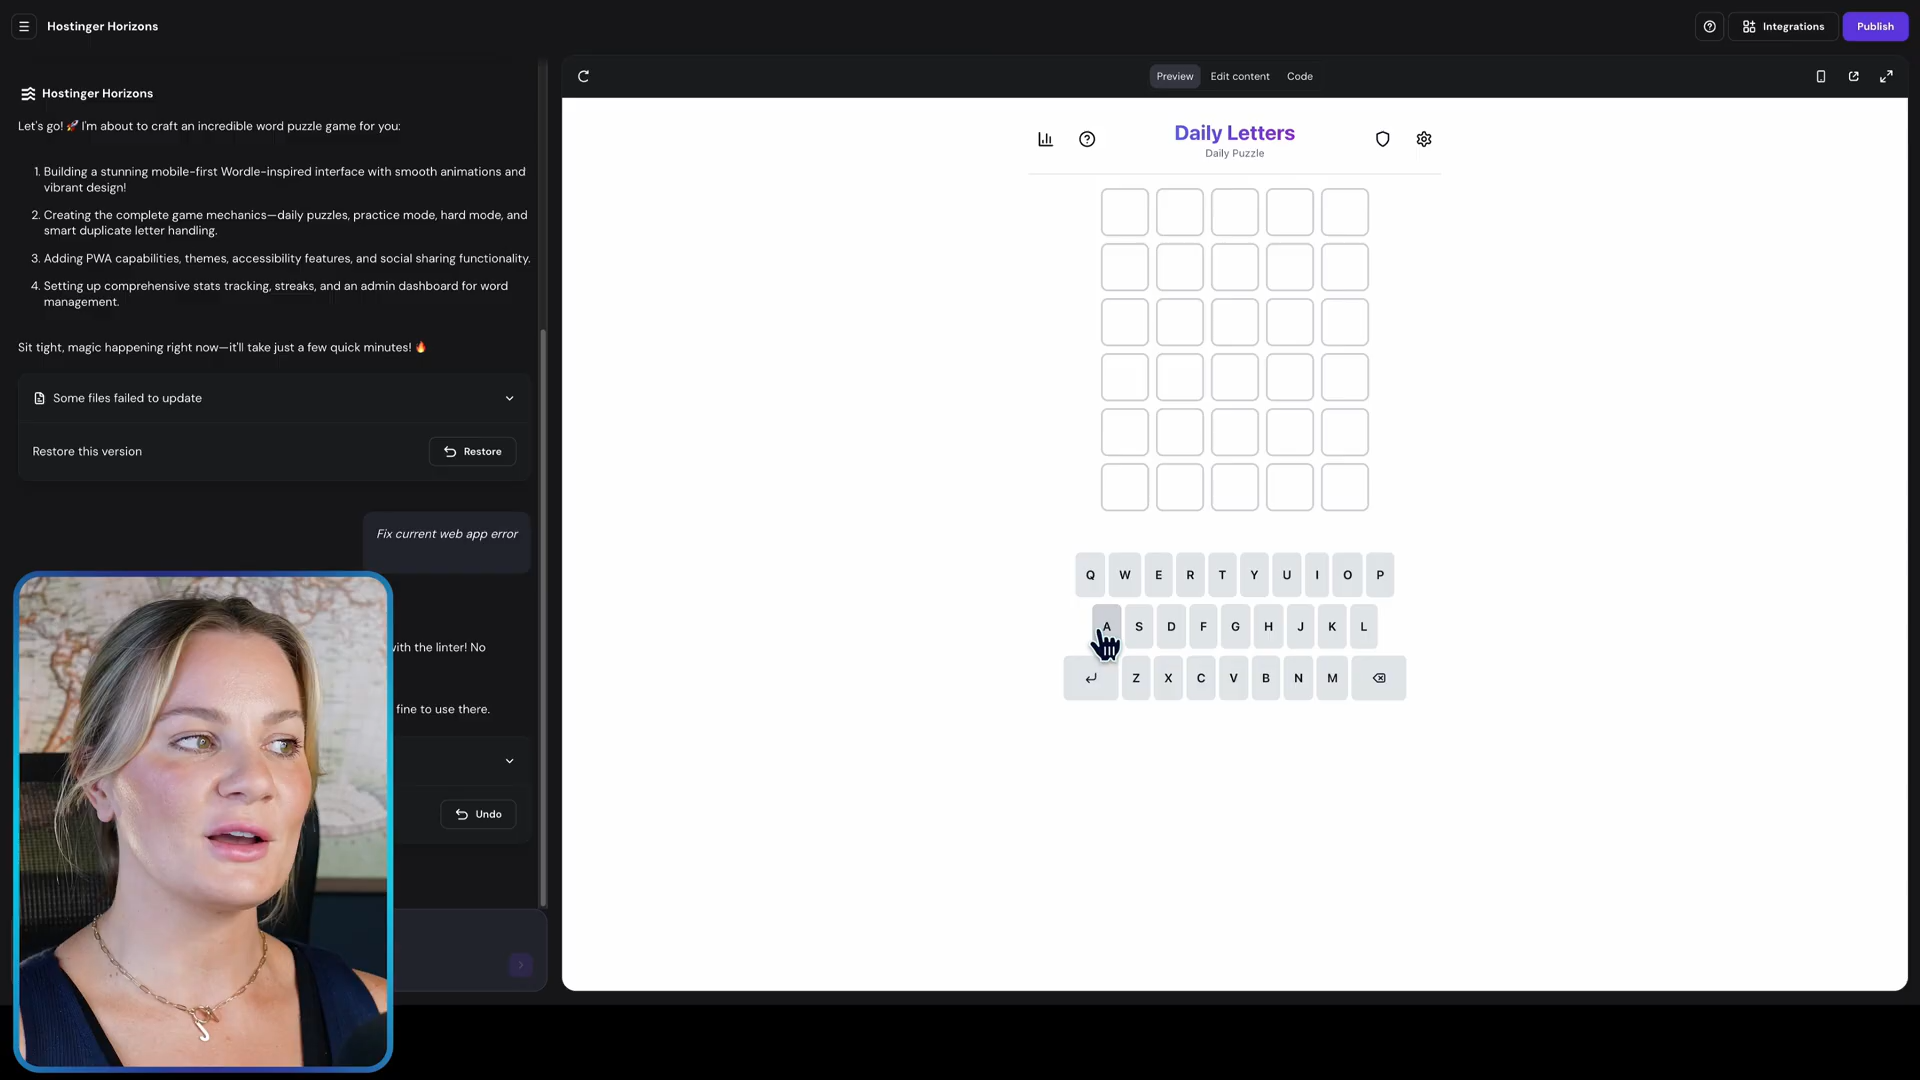 Hostinger Horizons
Integrations
Publish
Preview
Edit content
Code
Hostinger Horizons
Let's go! 🚀 I'm about to craft an incredible word puzzle game for you:
1. Building a stunning mobile-first Wordle-inspired interface with smooth animations and
vibrant design!
2. Creating the complete game mechanics—daily puzzles, practice mode, hard mode, and
smart duplicate letter handling.
3. Adding PWA capabilities, themes, accessibility features, and social sharing functionality.
4. Setting up comprehensive stats tracking, streaks, and an admin dashboard for word
management.
Sit tight, magic happening right now—it'll take just a few quick minutes! 🔥
Some files failed to update
Restore this version
Restore
Fix current web app error
with the linter! No
fine to use there.
Undo
Daily Letters
Daily Puzzle
Q W E R T Y U I O P
A S D F G H J K L
Z X C V B N M